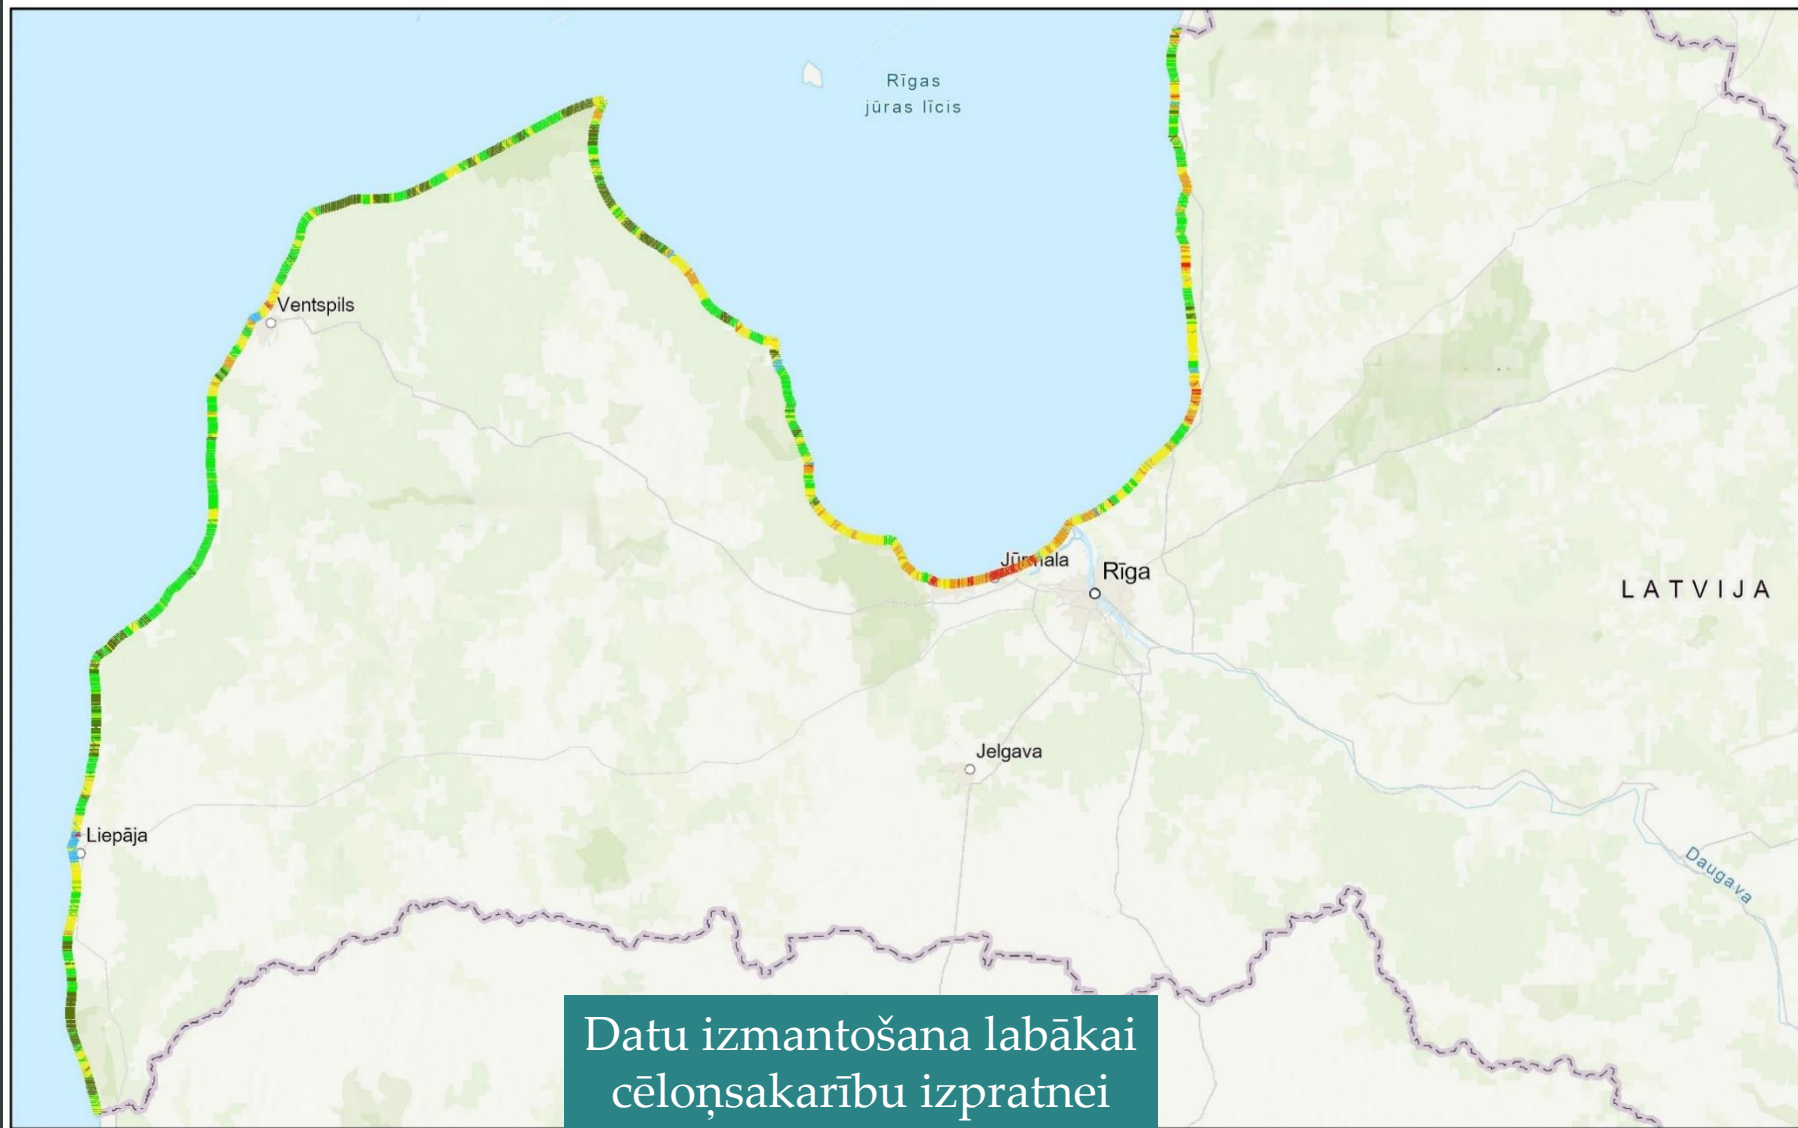 Rīgas
jūras līcis
Ventspils
Jūrmala
Rīga
LATVIJA
Jelgava
Liepāja
Daugava
Datu izmantošana labākai
cēloņsakarību izpratnei